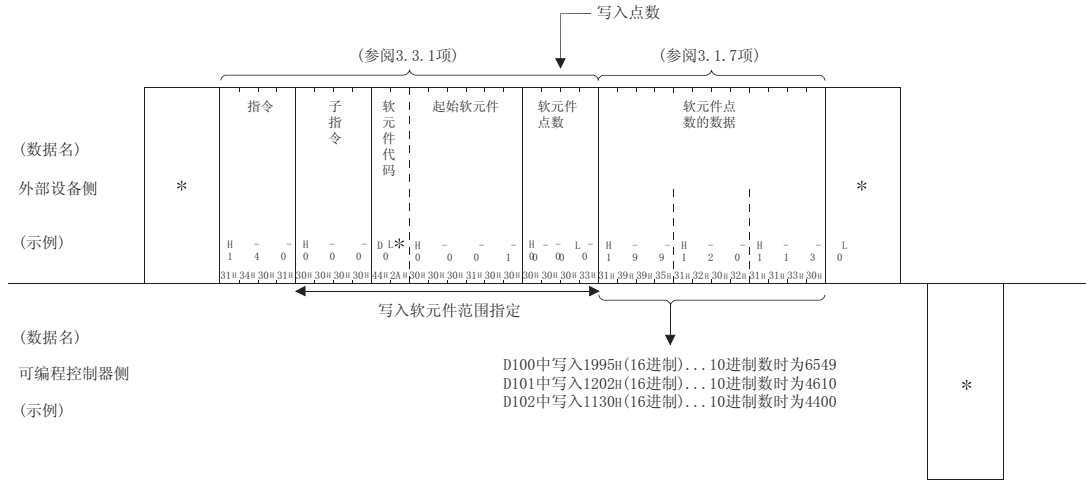 写入点数
(参阅3.3.1项) (参阅3.1.7项)
指令 子指令 软元件代码 起始软元件 软元件点数 软元件点数的数据
(数据名)
外部设备侧 * *
(示例)
H - - H - - D L * H - - - H - - L - H - - H - - H - - L
1 4 0 0 0 0 0 0 0 0 1 0 0 0 0 1 9 9 1 2 0 1 1 3 0
31H 34H 30H 31H 30H 30H 30H 30H 44H 2AH 30H 30H 30H 31H 30H 30H 30H 30H 30H 33H 31H 39H 39H 35H 31H 32H 30H 32H 31H 31H 33H 30H
写入软元件范围指定
(数据名)
可编程控制器侧
(示例)
D100中写入1995H(16进制)...10进制数时为6549
D101中写入1202H(16进制)...10进制数时为4610
D102中写入1130H(16进制)...10进制数时为4400
*